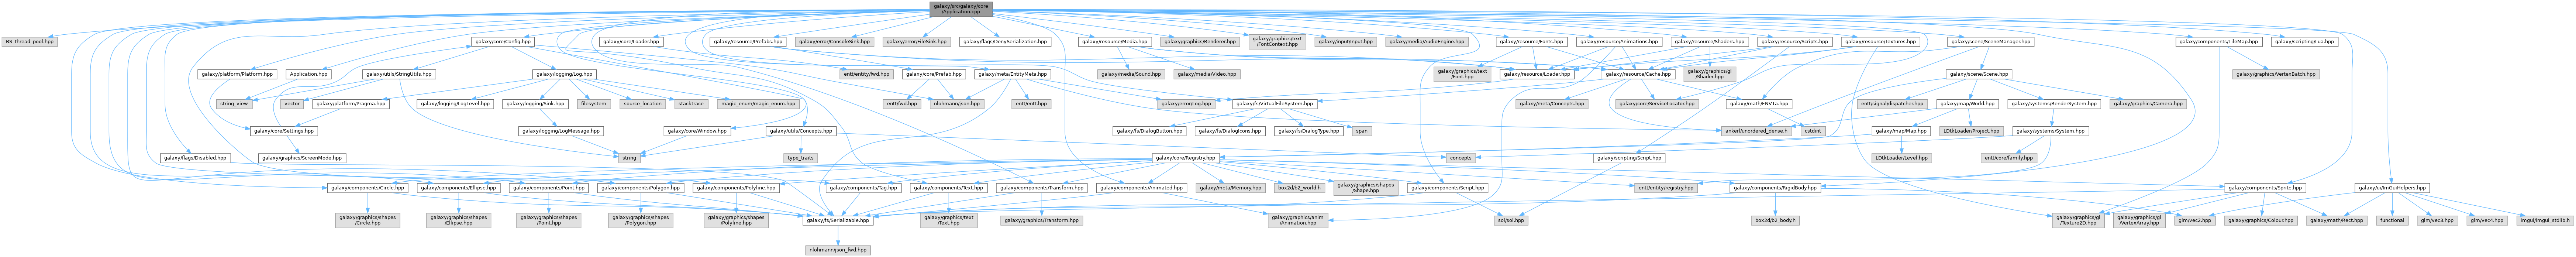 galaxy/src/galaxy/core
/Application.cpp
BS_thread_pool.hpp
galaxy/core/Config.hpp
galaxy/core/Loader.hpp
galaxy/resource/Prefabs.hpp
galaxy/error/ConsoleSink.hpp
galaxy/error/FileSink.hpp
galaxy/flags/DenySerialization.hpp
galaxy/resource/Media.hpp
galaxy/graphics/Renderer.hpp
galaxy/graphics/text
/FontContext.hpp
galaxy/input/Input.hpp
galaxy/media/AudioEngine.hpp
galaxy/resource/Fonts.hpp
galaxy/resource/Animations.hpp
galaxy/resource/Shaders.hpp
galaxy/resource/Scripts.hpp
galaxy/resource/Textures.hpp
galaxy/scene/SceneManager.hpp
galaxy/components/TileMap.hpp
galaxy/scripting/Lua.hpp
galaxy/platform/Platform.hpp
Application.hpp
galaxy/utils/StringUtils.hpp
galaxy/logging/Log.hpp
entt/entity/fwd.hpp
galaxy/core/Prefab.hpp
galaxy/meta/EntityMeta.hpp
galaxy/media/Sound.hpp
galaxy/media/Video.hpp
galaxy/graphics/text
/Font.hpp
galaxy/resource/Loader.hpp
galaxy/resource/Cache.hpp
galaxy/graphics/gl
/Shader.hpp
galaxy/scene/Scene.hpp
galaxy/graphics/VertexBatch.hpp
string_view
vector
galaxy/platform/Pragma.hpp
galaxy/logging/LogLevel.hpp
galaxy/logging/Sink.hpp
filesystem
source_location
stacktrace
magic_enum/magic_enum.hpp
entt/fwd.hpp
nlohmann/json.hpp
entt/entt.hpp
galaxy/error/Log.hpp
galaxy/fs/VirtualFileSystem.hpp
galaxy/meta/Concepts.hpp
galaxy/core/ServiceLocator.hpp
galaxy/math/FNV1a.hpp
entt/signal/dispatcher.hpp
galaxy/map/World.hpp
galaxy/systems/RenderSystem.hpp
galaxy/graphics/Camera.hpp
galaxy/core/Settings.hpp
galaxy/logging/LogMessage.hpp
galaxy/core/Window.hpp
galaxy/utils/Concepts.hpp
galaxy/fs/DialogButton.hpp
galaxy/fs/DialogIcons.hpp
galaxy/fs/DialogType.hpp
span
ankerl/unordered_dense.h
cstdint
galaxy/map/Map.hpp
LDtkLoader/Project.hpp
galaxy/systems/System.hpp
galaxy/flags/Disabled.hpp
galaxy/graphics/ScreenMode.hpp
string
type_traits
galaxy/core/Registry.hpp
concepts
galaxy/scripting/Script.hpp
LDtkLoader/Level.hpp
entt/core/family.hpp
galaxy/components/Circle.hpp
galaxy/components/Ellipse.hpp
galaxy/components/Point.hpp
galaxy/components/Polygon.hpp
galaxy/components/Polyline.hpp
galaxy/components/Tag.hpp
galaxy/components/Text.hpp
galaxy/components/Transform.hpp
galaxy/components/Animated.hpp
galaxy/meta/Memory.hpp
box2d/b2_world.h
galaxy/graphics/shapes
/Shape.hpp
galaxy/components/Script.hpp
entt/entity/registry.hpp
galaxy/components/RigidBody.hpp
galaxy/components/Sprite.hpp
galaxy/ui/ImGuiHelpers.hpp
galaxy/graphics/shapes
/Circle.hpp
galaxy/graphics/shapes
/Ellipse.hpp
galaxy/graphics/shapes
/Point.hpp
galaxy/graphics/shapes
/Polygon.hpp
galaxy/graphics/shapes
/Polyline.hpp
galaxy/fs/Serializable.hpp
galaxy/graphics/text
/Text.hpp
galaxy/graphics/Transform.hpp
galaxy/graphics/anim
/Animation.hpp
sol/sol.hpp
box2d/b2_body.h
galaxy/graphics/gl
/Texture2D.hpp
galaxy/graphics/gl
/VertexArray.hpp
glm/vec2.hpp
galaxy/graphics/Colour.hpp
galaxy/math/Rect.hpp
functional
glm/vec3.hpp
glm/vec4.hpp
imgui/imgui_stdlib.h
nlohmann/json_fwd.hpp